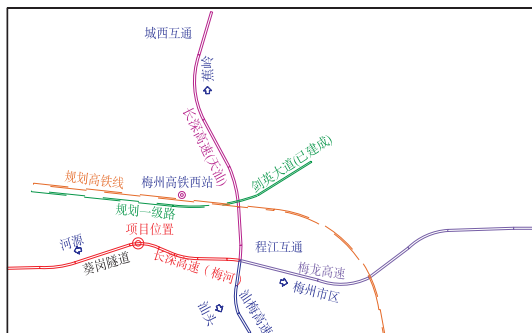 城西互通
蕉岭
长深高速(大汕)
剑英大道(已建成)
规划高铁线
梅州高铁西站
规划一级路
项目位置
河源
葵岗隧道
长深高速（梅河）
程江互通
梅龙高速
梅州市区
汕头
汕梅高速